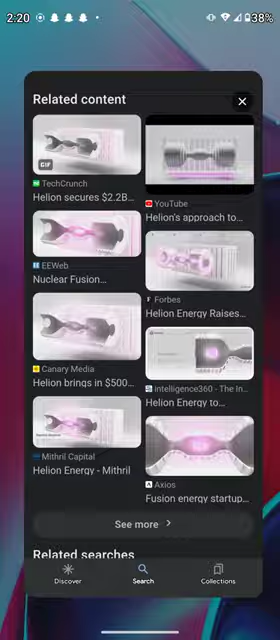 2:20
38%
Related content
GIF
TechCrunch
Helion secures $2.2B…
YouTube
Helion's approach to…
EEWeb
Nuclear Fusion…
Forbes
Helion Energy Raises…
Canary Media
Helion brings in $500…
intelligence360 - The In…
Helion Energy to…
Mithril Capital
Helion Energy - Mithril
Axios
Fusion energy startup…
See more
Related searches
Discover
Search
Collections